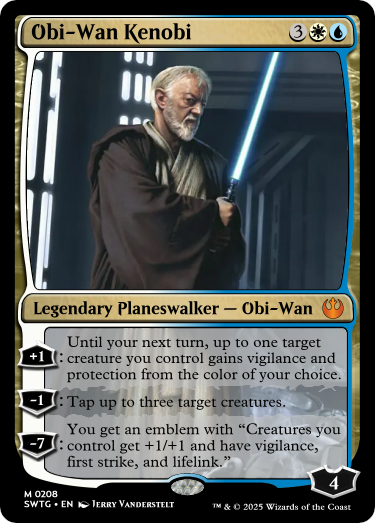 Obi-Wan Kenobi 3
Legendary Planeswalker — Obi-Wan
+1: Until your next turn, up to one target
creature you control gains vigilance and
protection from the color of your choice.
-1: Tap up to three target creatures.
-7: You get an emblem with “Creatures you
control get +1/+1 and have vigilance,
first strike, and lifelink.”
4
M 0208
SWTG • EN Jerry Vanderstelt
™ & © 2025 Wizards of the Coast